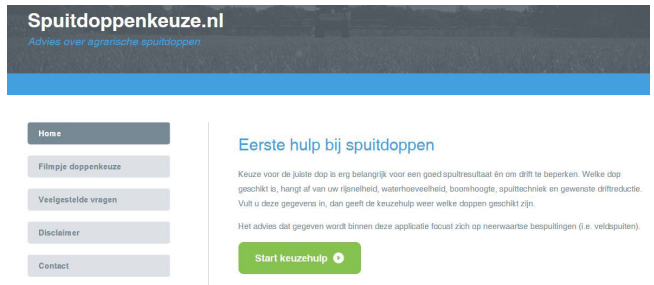 Spuitdoppenkeuze.nl
Advies over agrarische spuitdoppen
Home
Filmpje doppenkeuze
Veelgestelde vragen
Disclaimer
Contact
Eerste hulp bij spuitdoppen
Keuze voor de juiste dop is erg belangrijk voor een goed spuitresultaat én om drift te beperken. Welke dop
geschikt is, hangt af van uw rijsnelheid, waterhoeveelheid, boomhoogte, spuittechniek en gewenste driftreductie.
Vult u deze gegevens in, dan geeft de keuzehulp weer welke doppen geschikt zijn.
Het advies dat gegeven wordt binnen deze applicatie focust zich op neerwaartse bespuitingen (i.e. veldspuiten).
Start keuzehulp